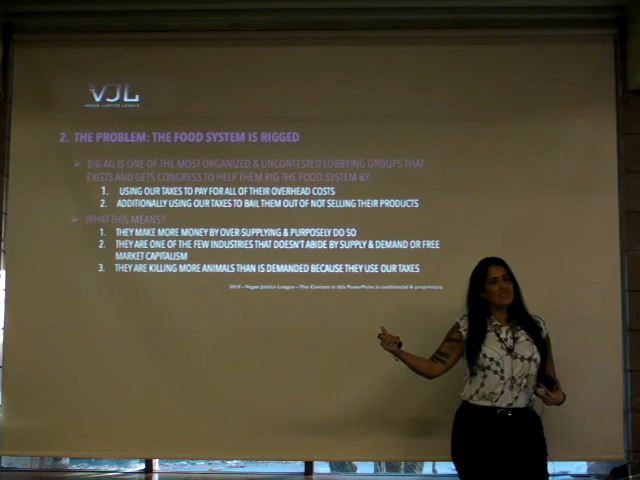 VJL
VEGAN JUSTICE LEAGUE
2. THE PROBLEM: THE FOOD SYSTEM IS RIGGED
➢ BIG AG IS ONE OF THE MOST ORGANIZED & UNCONTESTED LOBBYING GROUPS THAT
EXISTS AND GETS CONGRESS TO HELP THEM RIG THE FOOD SYSTEM BY:
1. USING OUR TAXES TO PAY FOR ALL OF THEIR OVERHEAD COSTS
2. ADDITIONALLY USING OUR TAXES TO BAIL THEM OUT OF NOT SELLING THEIR PRODUCTS
➢ WHAT THIS MEANS?
1. THEY MAKE MORE MONEY BY OVER SUPPLYING & PURPOSELY DO SO
2. THEY ARE ONE OF THE FEW INDUSTRIES THAT DOESN'T ABIDE BY SUPPLY & DEMAND OR FREE
MARKET CAPITALISM
3. THEY ARE KILLING MORE ANIMALS THAN IS DEMANDED BECAUSE THEY USE OUR TAXES
2019 – Vegan Justice League – The Content in this PowerPoint is confidential & proprietary.